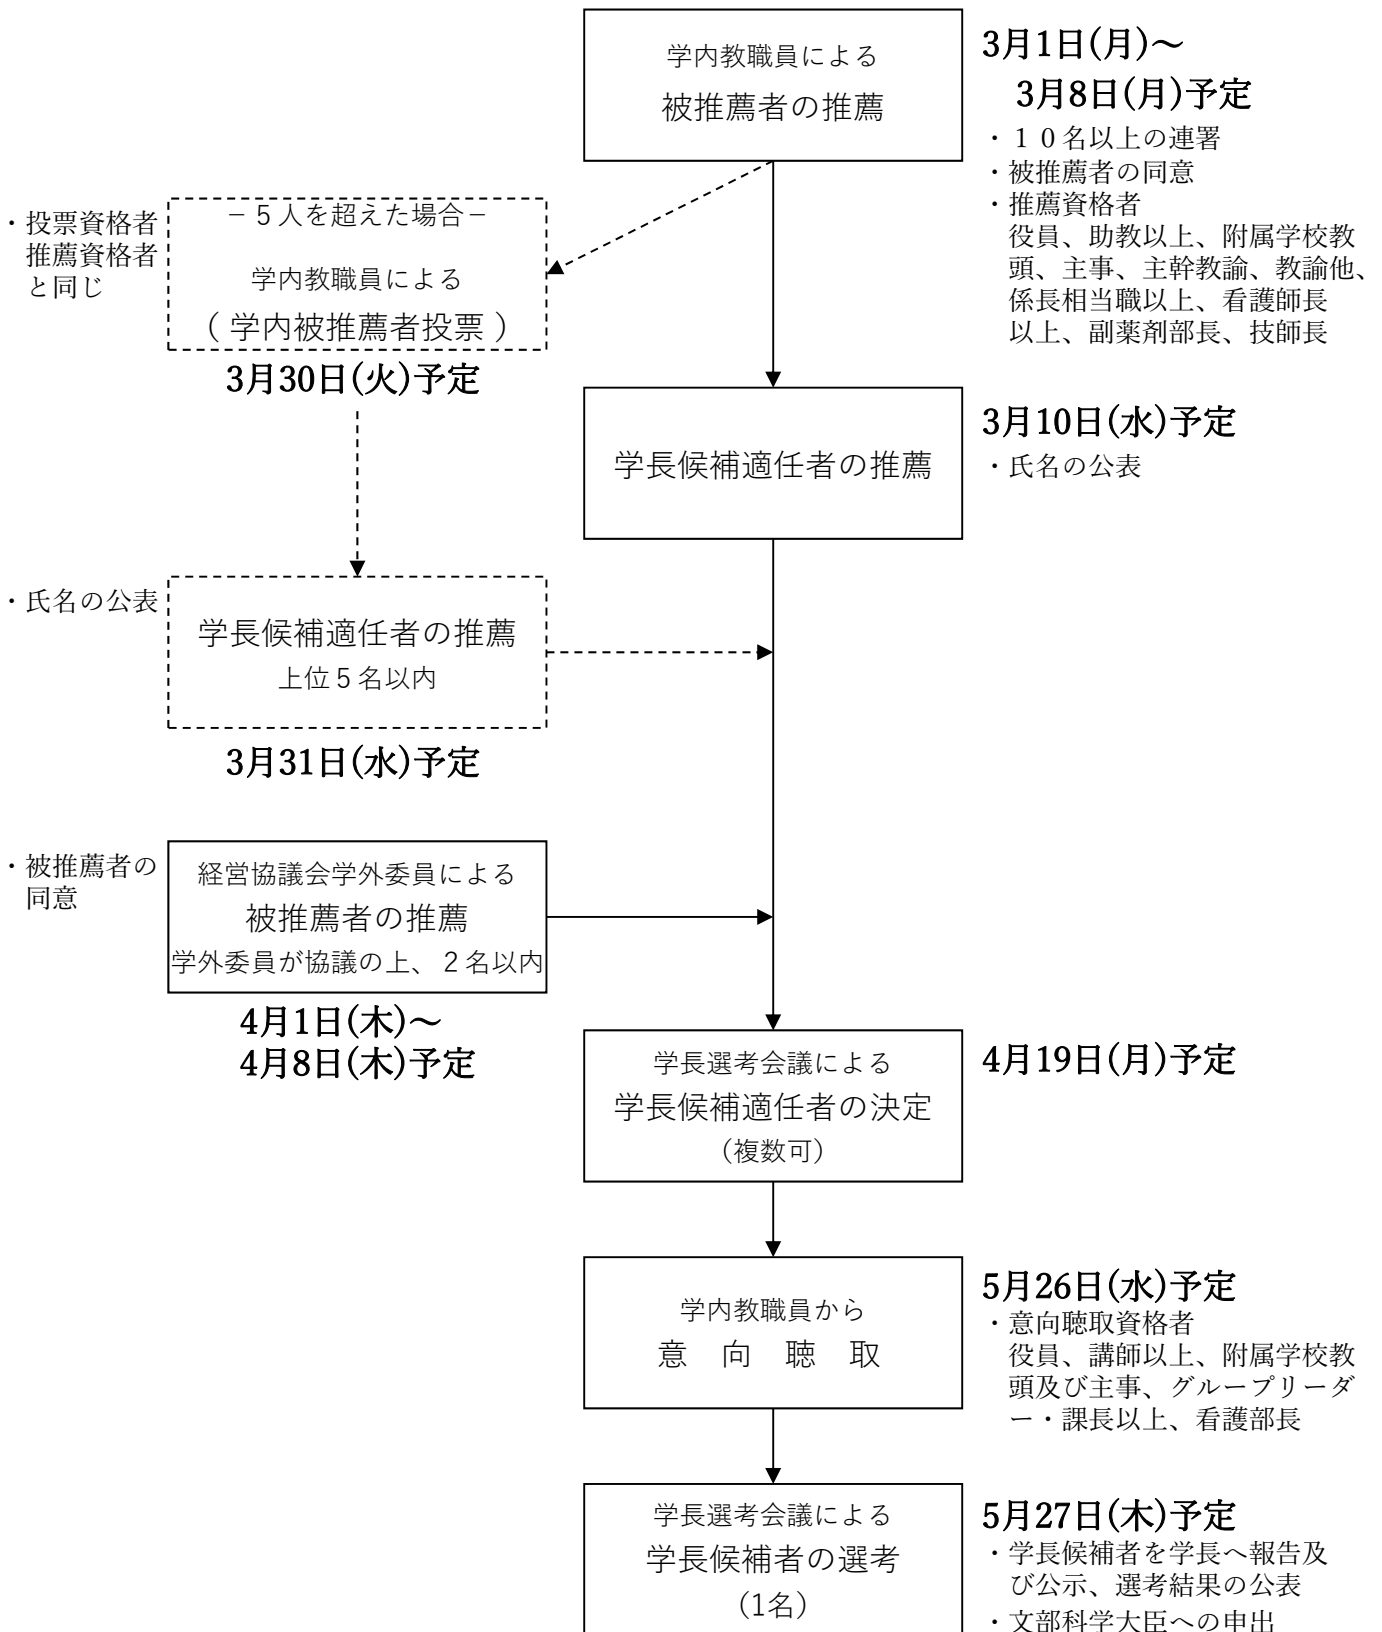 学内教職員による
被推薦者の推薦
3月1日(月)～
3月8日(月)予定
・１０名以上の連署
・被推薦者の同意
・推薦資格者
役員、助教以上、附属学校教
頭、主事、主幹教諭、教諭他、
係長相当職以上、看護師長
以上、副薬剤部長、技師長
・投票資格者
推薦資格者
と同じ
－５人を超えた場合－
学内教職員による
（ 学内被推薦者投票 ）
3月30日(火)予定
学長候補適任者の推薦
3月10日(水)予定
・氏名の公表
・氏名の公表
学長候補適任者の推薦
上位５名以内
3月31日(水)予定
・被推薦者の
同意
経営協議会学外委員による
被推薦者の推薦
学外委員が協議の上、２名以内
4月1日(木)～
4月8日(木)予定
学長選考会議による
学長候補適任者の決定
（複数可）
4月19日(月)予定
学内教職員から
意　向　聴　取
5月26日(水)予定
・意向聴取資格者
役員、講師以上、附属学校教
頭及び主事、グループリーダ
ー・課長以上、看護部長
学長選考会議による
学長候補者の選考
（1名）
5月27日(木)予定
・学長候補者を学長へ報告及
び公示、選考結果の公表
・文部科学大臣への申出